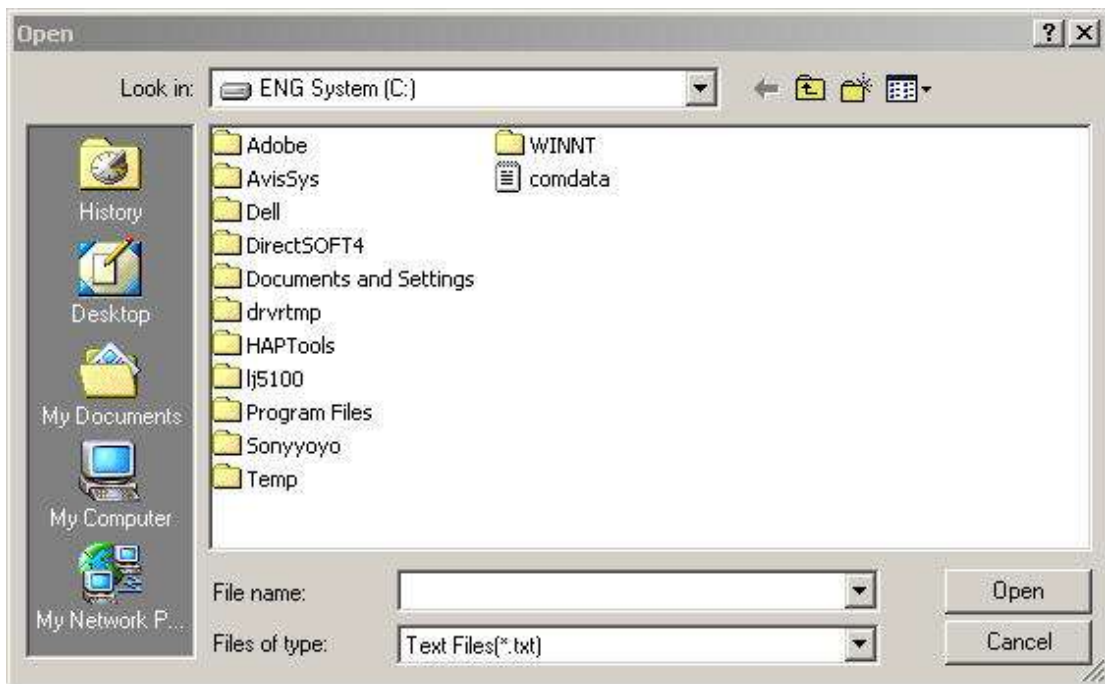 Open
Look in: ENG System (C:)
History
Desktop
My Documents
My Computer
My Network P...
Adobe
AvisSys
Dell
DirectSOFT4
Documents and Settings
drvrtmp
HAPTools
lj5100
Program Files
Sonyyoyo
Temp
WINNT
comdata
File name:
Open
Files of type: Text Files(*.txt)
Cancel